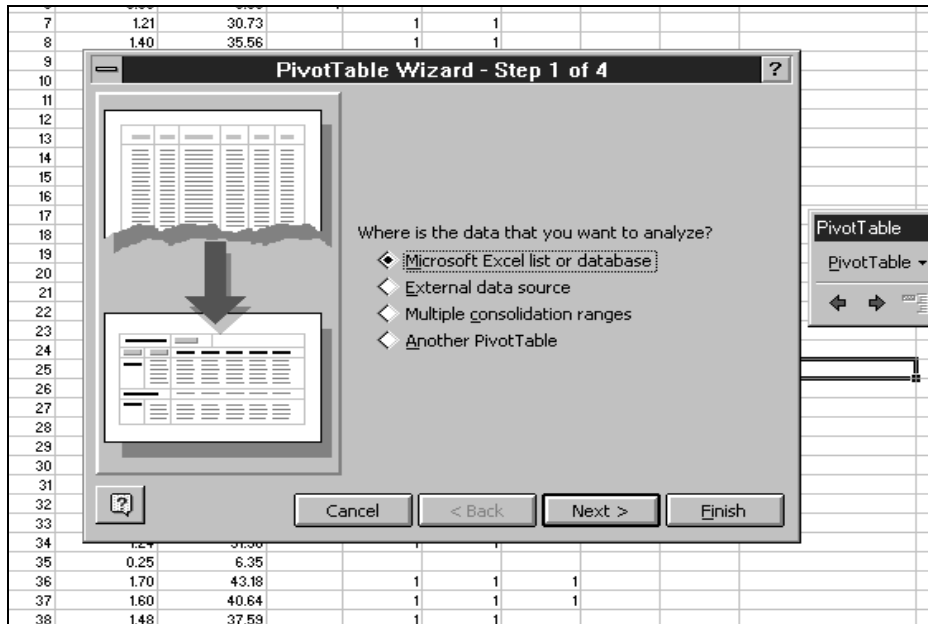 7 1.21 30.73 1 1
8 1.40 35.56 1 1
9
PivotTable Wizard - Step 1 of 4 ?
10
11
12
13
14
15
16
17
18 Where is the data that you want to analyze? PivotTable
19 Microsoft Excel list or database PivotTable
20
21 External data source
22 Multiple consolidation ranges
23 Another PivotTable
24
25
26
27
28
29
30
31
32 ? Cancel < Back Next > Finish
33
34
35 0.25 6.35
36 1.70 43.18 1 1 1
37 1.60 40.64 1 1 1
38 1.48 37.59 1 1